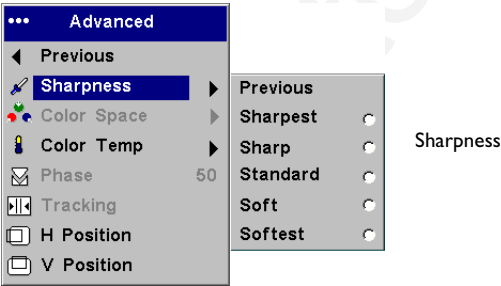 ••• Advanced
Previous
Sharpness
Color Space
Color Temp
Phase 50
Tracking
H Position
V Position
Previous
Sharpest
Sharp
Standard
Soft
Softest
Sharpness